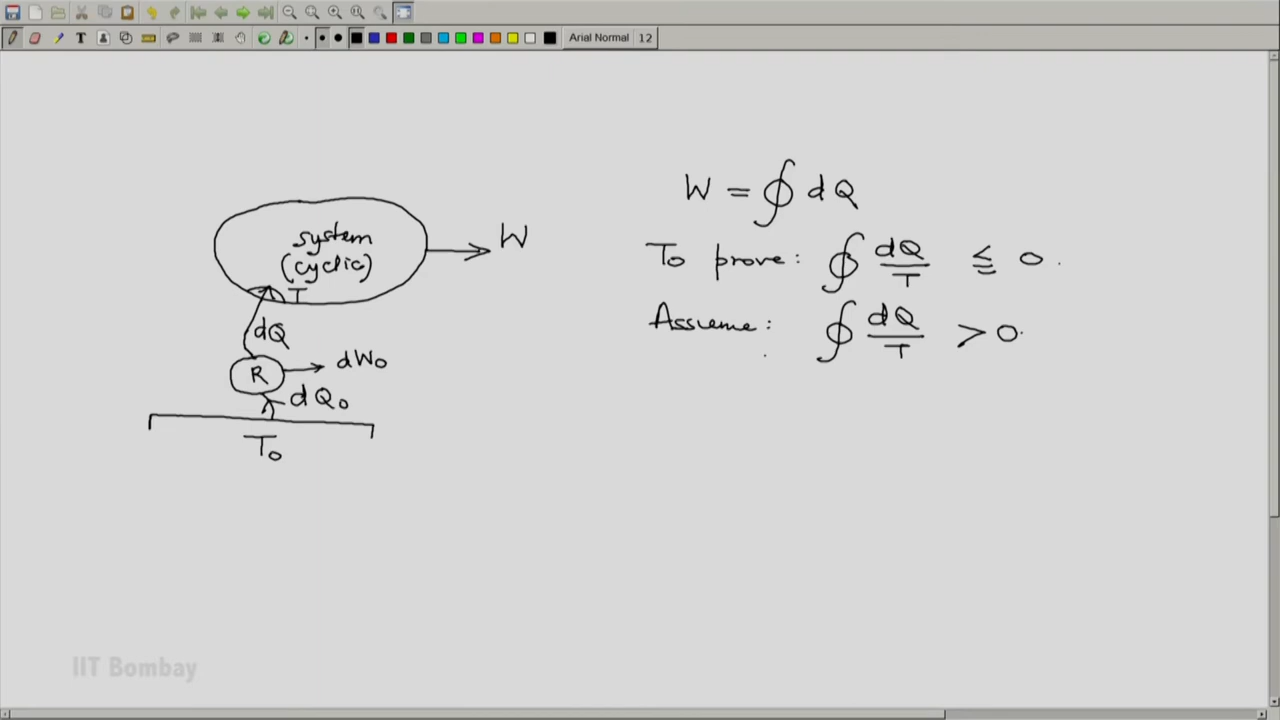 Arial Normal 12
W = ∮ dQ
system
(cyclic)
W
To prove: ∮ dQ/T ≦ 0.
T
Assume: ∮ dQ/T > 0
dQ
R
dW₀
dQ₀
T₀
IIT Bombay